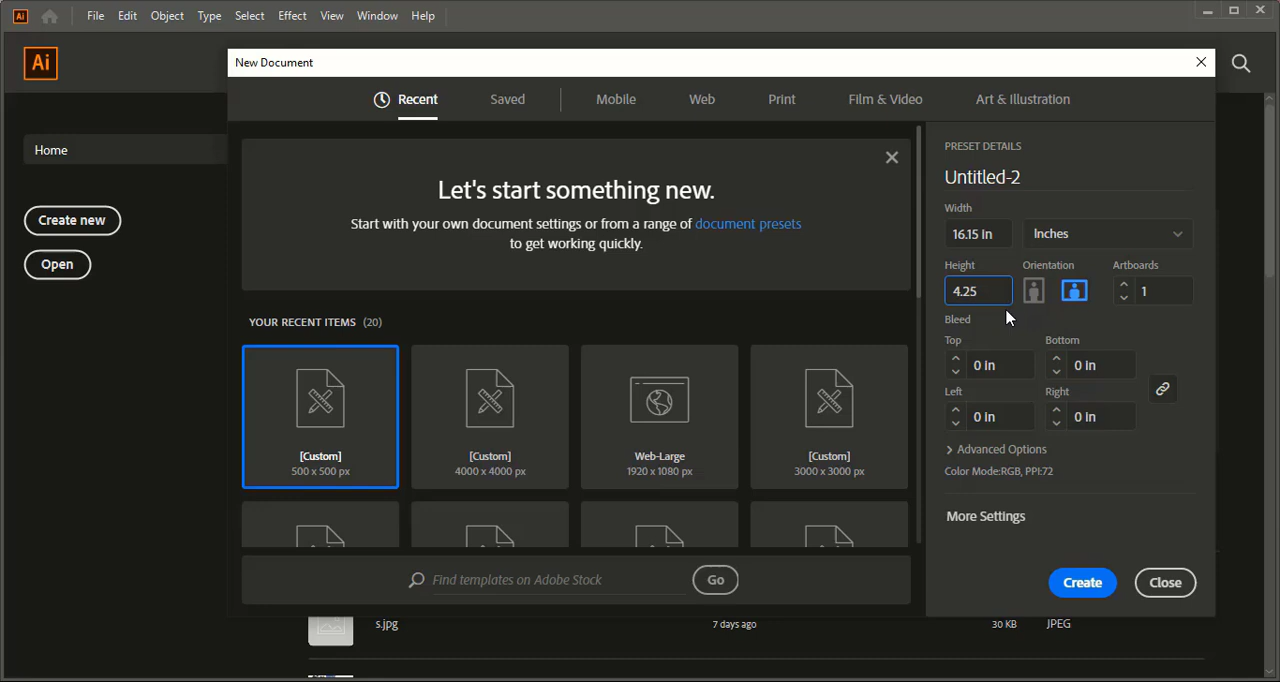 Ai
File Edit Object Type Select Effect View Window Help
Ai
New Document
Recent Saved Mobile Web Print Film & Video Art & Illustration
Home
Create new
Open
Let's start something new.
Start with your own document settings or from a range of document presets
to get working quickly.
YOUR RECENT ITEMS (20)
[Custom]
500 x 500 px
[Custom]
4000 x 4000 px
Web-Large
1920 x 1080 px
[Custom]
3000 x 3000 px
Find templates on Adobe Stock
Go
PRESET DETAILS
Untitled-2
Width
16.15 in Inches
Height Orientation Artboards
4.25 1
Bleed
Top Bottom
0 in 0 in
Left Right
0 in 0 in
Advanced Options
Color Mode:RGB, PPI:72
More Settings
Create Close
s.jpg 7 days ago 30 KB JPEG